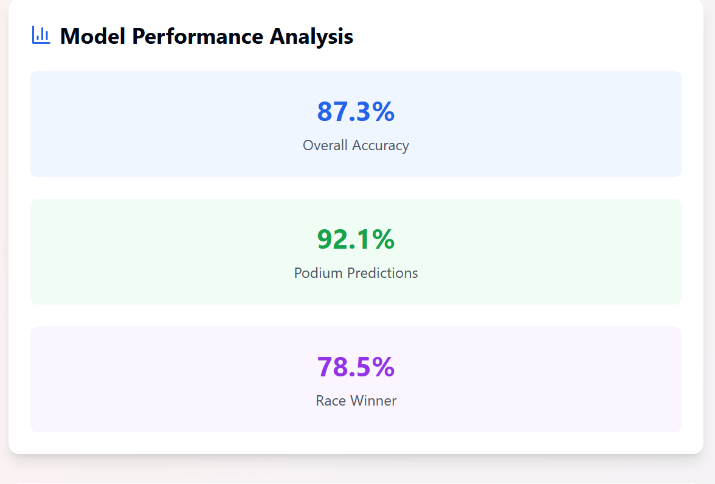 Model Performance Analysis
87.3%
Overall Accuracy
92.1%
Podium Predictions
78.5%
Race Winner